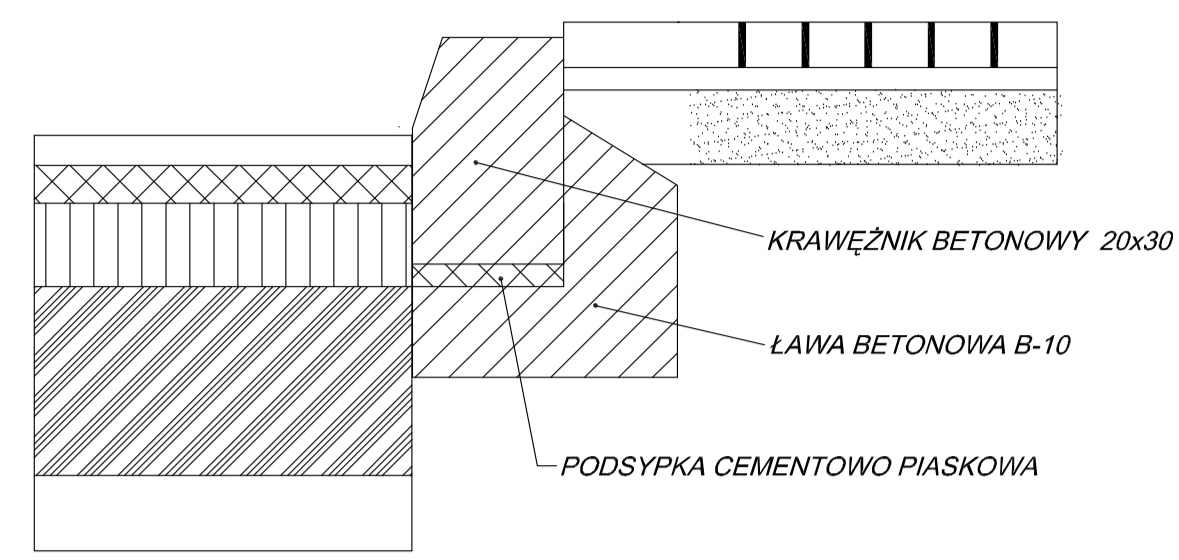 KRAWĘŻNIK BETONOWY 20x30
ŁAWA BETONOWA B-10
PODSYPKA CEMENTOWO PIASKOWA